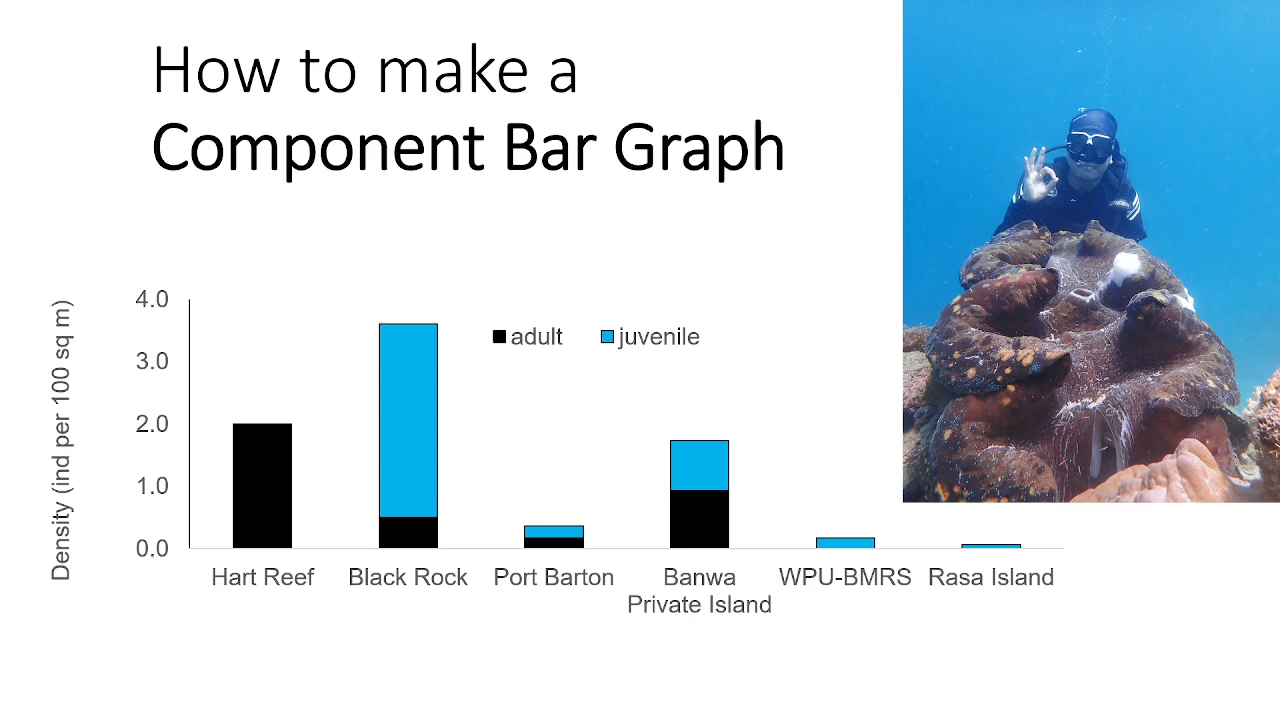 How to make a
Component Bar Graph
Density (ind per 100 sq m)
4.0
3.0
2.0
1.0
0.0
adult
juvenile
Hart Reef
Black Rock
Port Barton
Banwa
Private Island
WPU-BMRS
Rasa Island